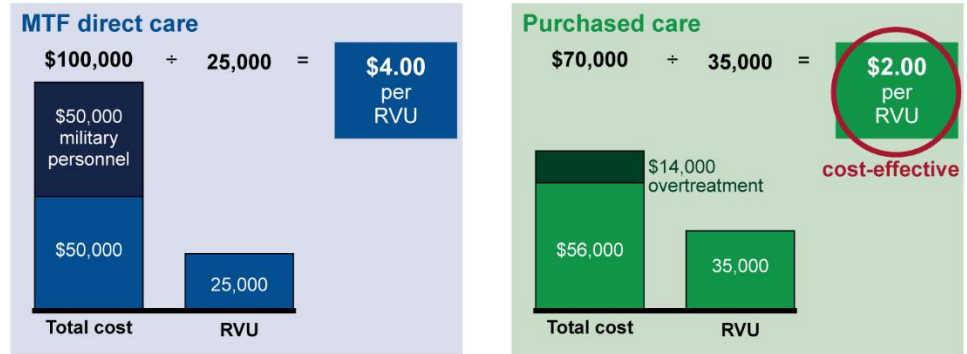 MTF direct care
$100,000 ÷ 25,000 =
$4.00
per
RVU
$50,000
military
personnel
$50,000
25,000
Total cost
RVU
Purchased care
$70,000 ÷ 35,000 =
$2.00
per
RVU
cost-effective
$14,000
overtreatment
$56,000
35,000
Total cost
RVU